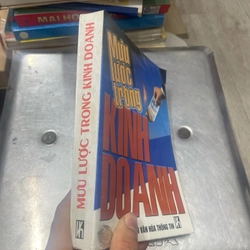 MƯU LƯỢC TRONG KINH DOANH
Mưu
lược
trong
KINH
DOANH
VĂN HÓA THÔNG TIN